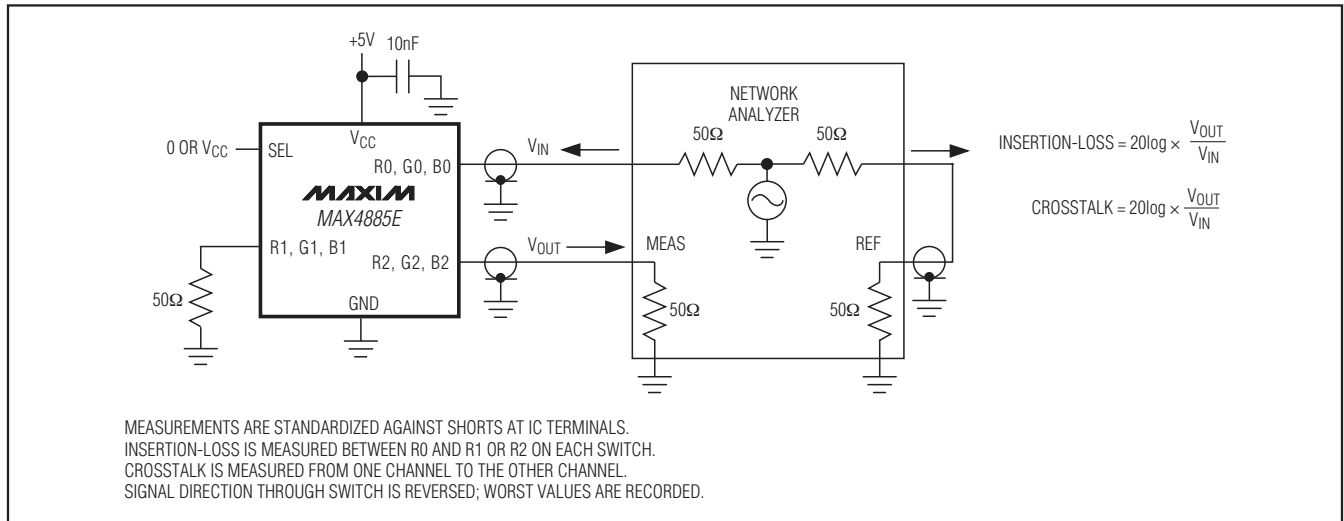 +5V
10nF
NETWORK
ANALYZER
50Ω
50Ω
0 OR VCC
SEL
VCC
R0, G0, B0
VIN
INSERTION-LOSS = 20log × VOUT
VIN
MAXIM
MAX4885E
CROSSTALK = 20log × VOUT
VIN
R1, G1, B1
R2, G2, B2
VOUT
MEAS
REF
50Ω
GND
50Ω
50Ω
MEASUREMENTS ARE STANDARDIZED AGAINST SHORTS AT IC TERMINALS.
INSERTION-LOSS IS MEASURED BETWEEN R0 AND R1 OR R2 ON EACH SWITCH.
CROSSTALK IS MEASURED FROM ONE CHANNEL TO THE OTHER CHANNEL.
SIGNAL DIRECTION THROUGH SWITCH IS REVERSED; WORST VALUES ARE RECORDED.